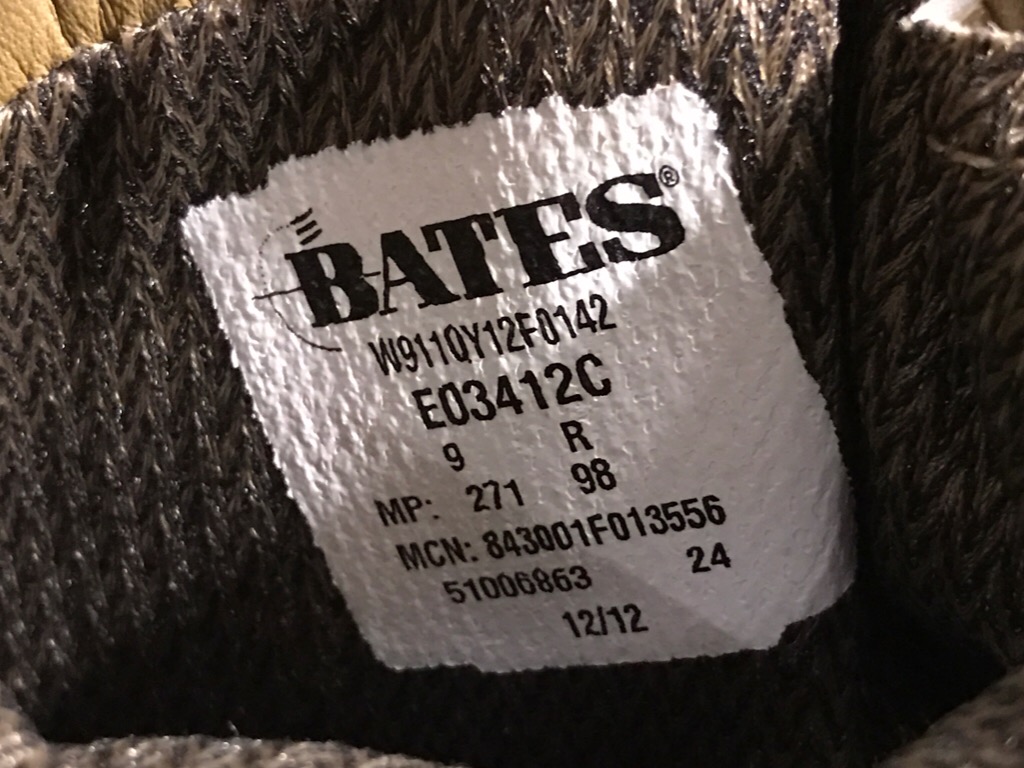 BATES®
W911QY12F0142
E03412C
9 R
MP: 271 98
MCN: 843001F013556
51006863 24
12/12